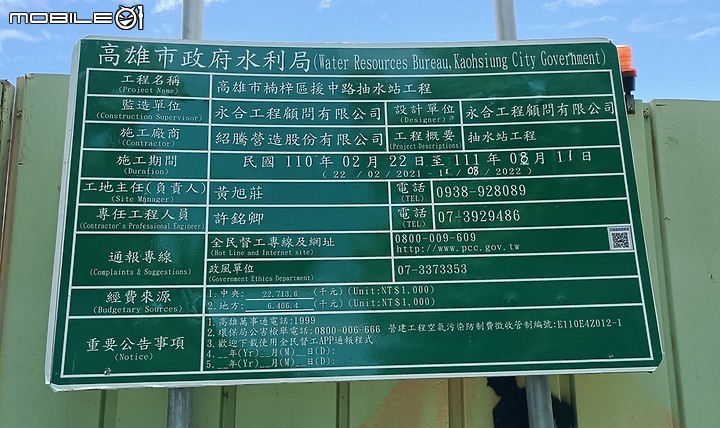 mobile01
高雄市政府水利局(Water Resources Bureau,Kaohsiung City Government)
工程名稱 高雄市楠梓區援中路抽水站工程
(Project Name)
監造單位 永合工程顧問有限公司 設計單位 永合工程顧問有限公司
(Construction Supervisor) (Designer)
施工廠商 紹騰營造股份有限公司 工程概要 抽水站工程
(Contractor) (Project Descriptions)
施工期間 民國 110 年 02 月 22 日至 111 年 08 月 11 日
(Duration) ( 22 / 02 / 2021 - 11 / 08 / 2022 )
工地主任(負責人) 黃旭莊 電話 0938-928089
(Site Manager) (TEL)
專任工程人員 許銘卿 電話 07-3929486
(Contractor's Professional Engineer) (TEL)
通報專線 全民督工專線及網址 0800-009-609
(Complaints & Suggestions) (Hot Line and Internet site) http://www.pcc.gov.tw
政風單位 07-3373353
(Government Ethics Department)
經費來源 1.中央: 22,713.6 (千元)(Unit:NT$1,000)
(Budgetary Sources) 2.地方: 6,406.4 (千元)(Unit:NT$1,000)
重要公告事項 1.高雄萬事通電話:1999
(Notice) 2.環保局公害檢舉電話:0800-006-666 營建工程空氣污染防制費徵收管制編號:E110E4Z012-1
3.歡迎下載使用全民督工APP通報程式
4.__年(Yr)__月(M)__日(D):
5.__年(Yr)__月(M)__日(D):